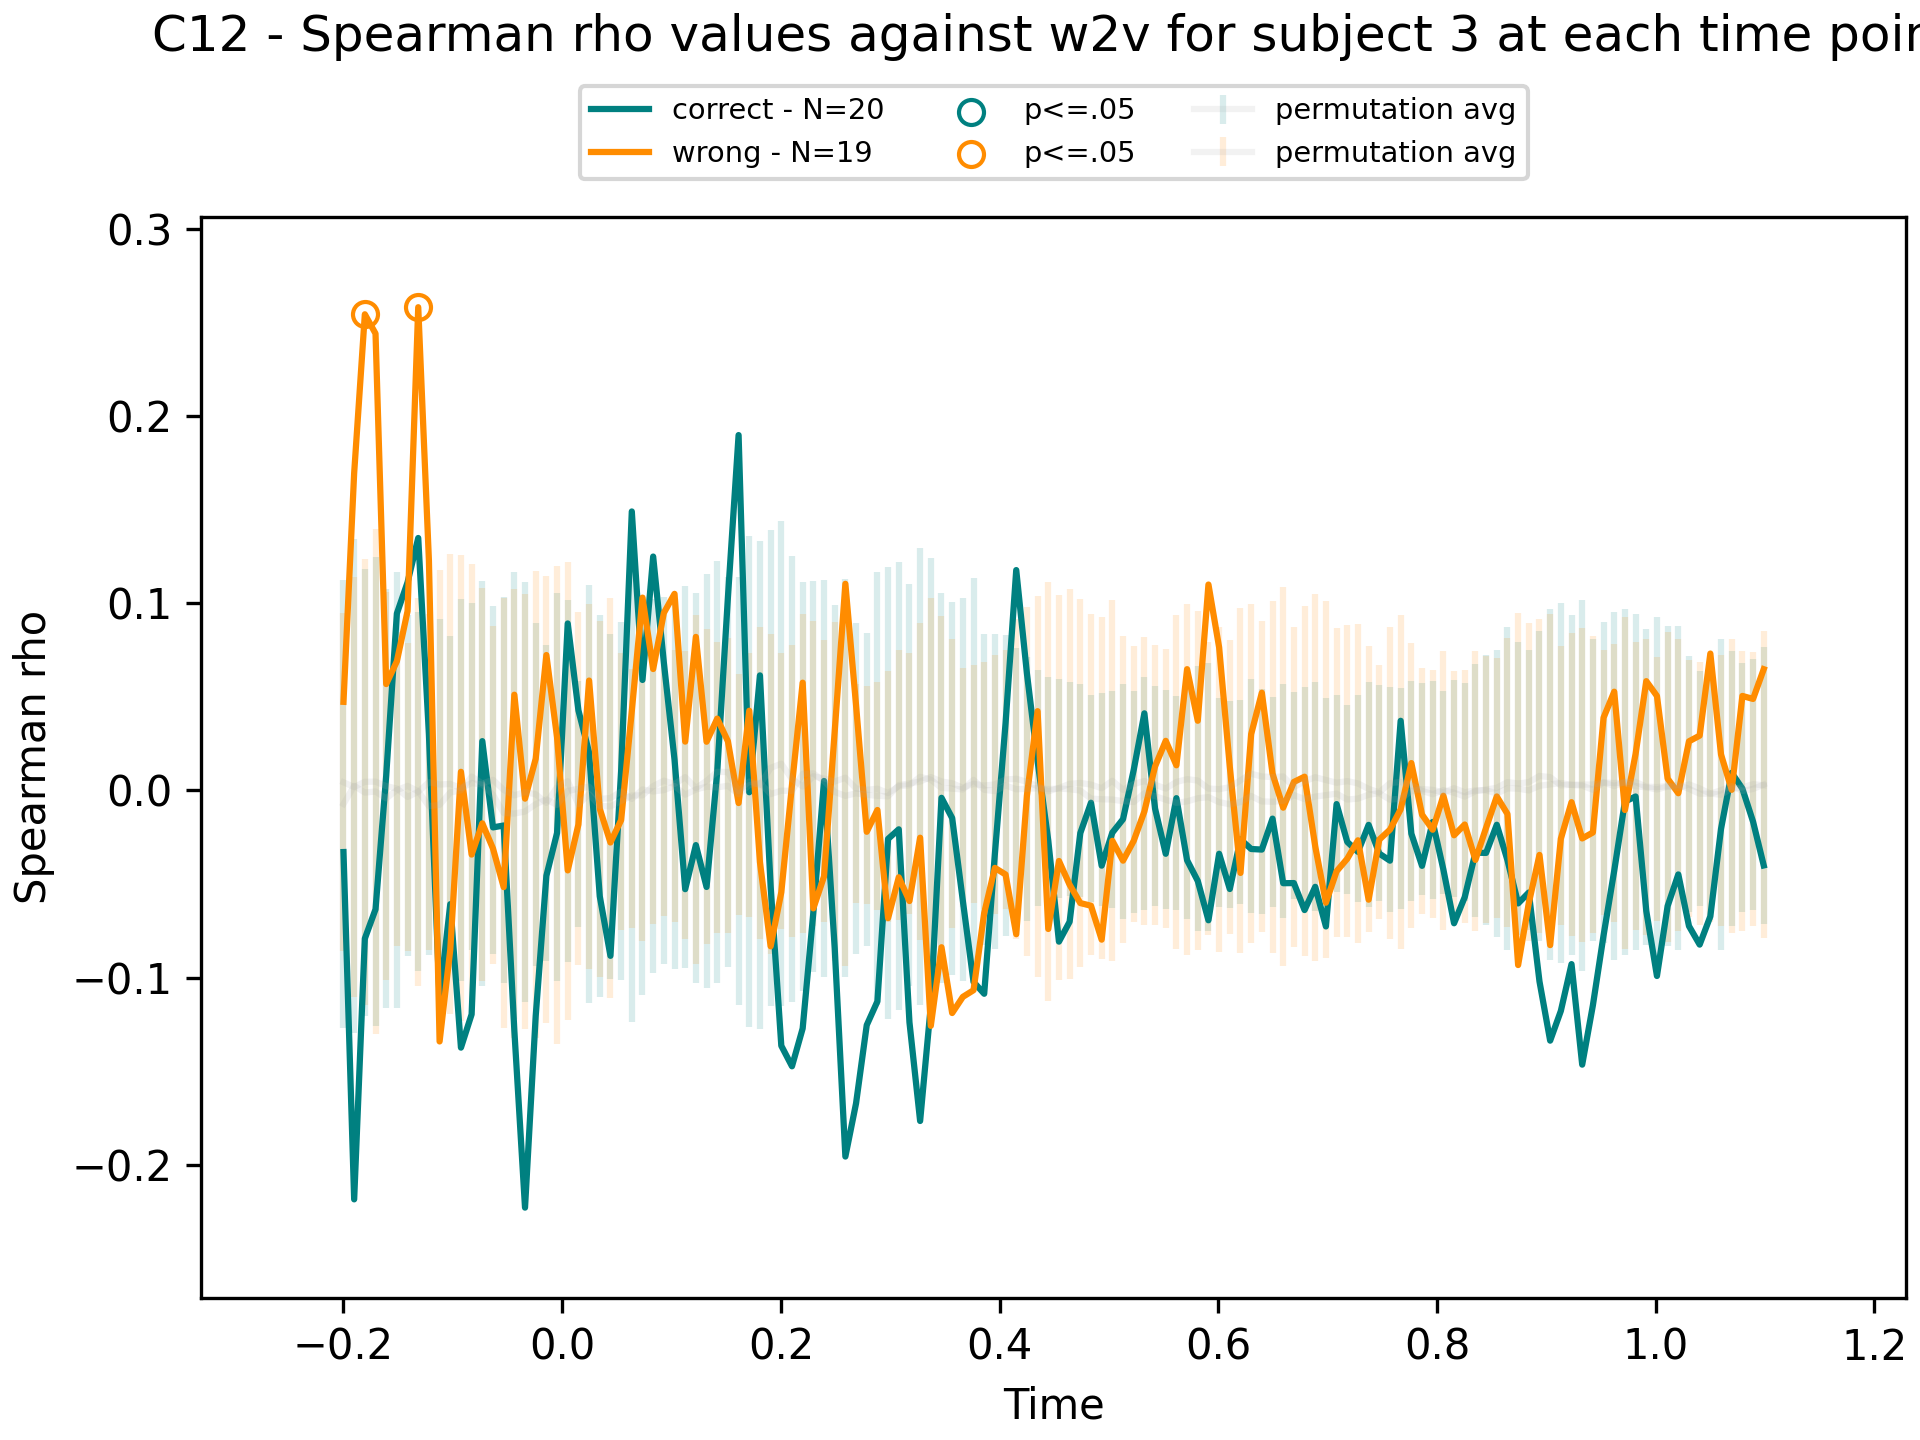 C12 - Spearman rho values against w2v for subject 3 at each time poin
correct - N=20
wrong - N=19
p<=.05
p<=.05
permutation avg
permutation avg
Spearman rho
0.3
0.2
0.1
0.0
−0.1
−0.2
−0.2 0.0 0.2 0.4 0.6 0.8 1.0 1.2
Time